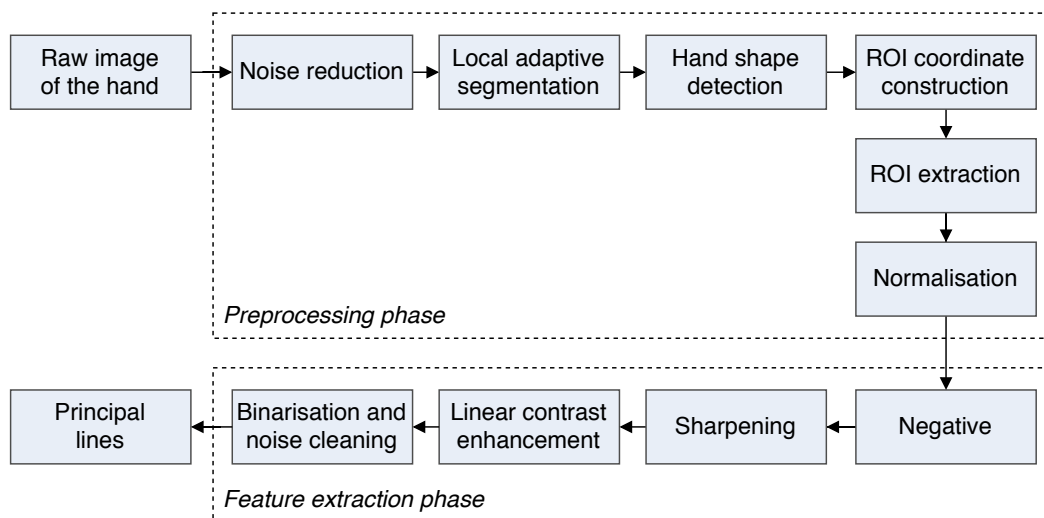 Raw image
of the hand
Noise reduction
Local adaptive
segmentation
Hand shape
detection
ROI coordinate
construction
ROI extraction
Normalisation
Preprocessing phase
Negative
Sharpening
Linear contrast
enhancement
Binarisation and
noise cleaning
Principal
lines
Feature extraction phase